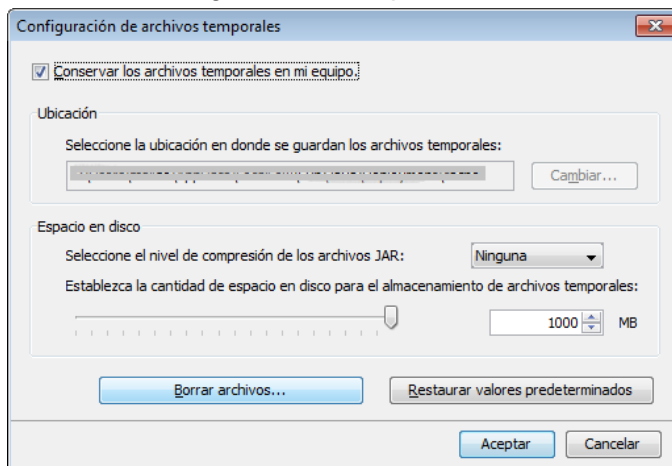 Configuración de archivos temporales
Conservar los archivos temporales en mi equipo.
Ubicación
Seleccione la ubicación en donde se guardan los archivos temporales:
Cambiar...
Espacio en disco
Seleccione el nivel de compresión de los archivos JAR: Ninguna
Establezca la cantidad de espacio en disco para el almacenamiento de archivos temporales:
1000 MB
Borrar archivos... Restaurar valores predeterminados
Aceptar Cancelar